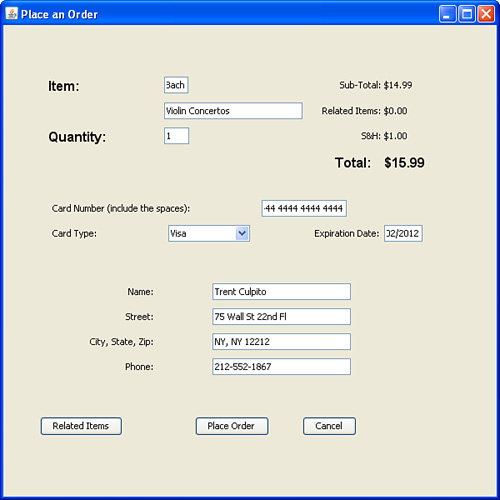 Place an Order
Item: Bach Sub-Total: $14.99
Violin Concertos Related Items: $0.00
Quantity: 1 S&H: $1.00
Total: $15.99
Card Number (include the spaces): 44 4444 4444 4444
Card Type: Visa Expiration Date: 02/2012
Name: Trent Culpito
Street: 75 Wall St 22nd Fl
City, State, Zip: NY, NY 12212
Phone: 212-552-1867
Related Items Place Order Cancel